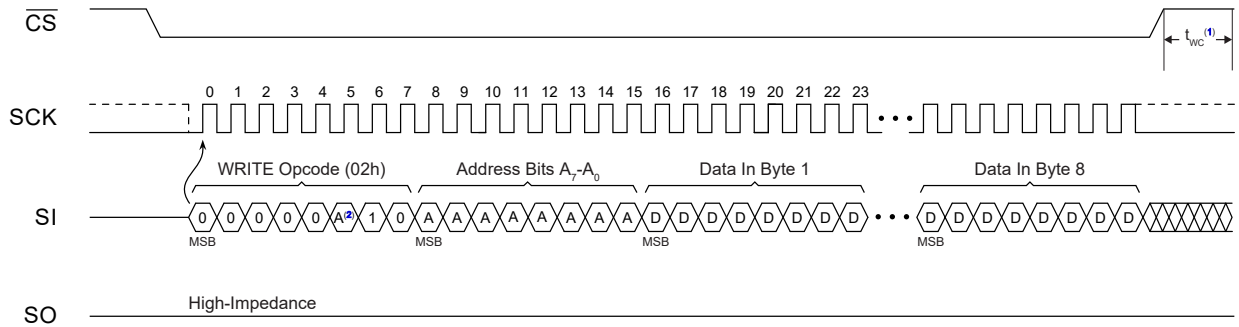 CS
t_WC(1)
0 1 2 3 4 5 6 7 8 9 10 11 12 13 14 15 16 17 18 19 20 21 22 23
SCK
WRITE Opcode (02h) Address Bits A7-A0 Data In Byte 1 Data In Byte 8
SI 0 0 0 0 0 A(2) 1 0 A A A A A A A A D D D D D D D D D D D D D D D D
MSB MSB MSB MSB
High-Impedance
SO